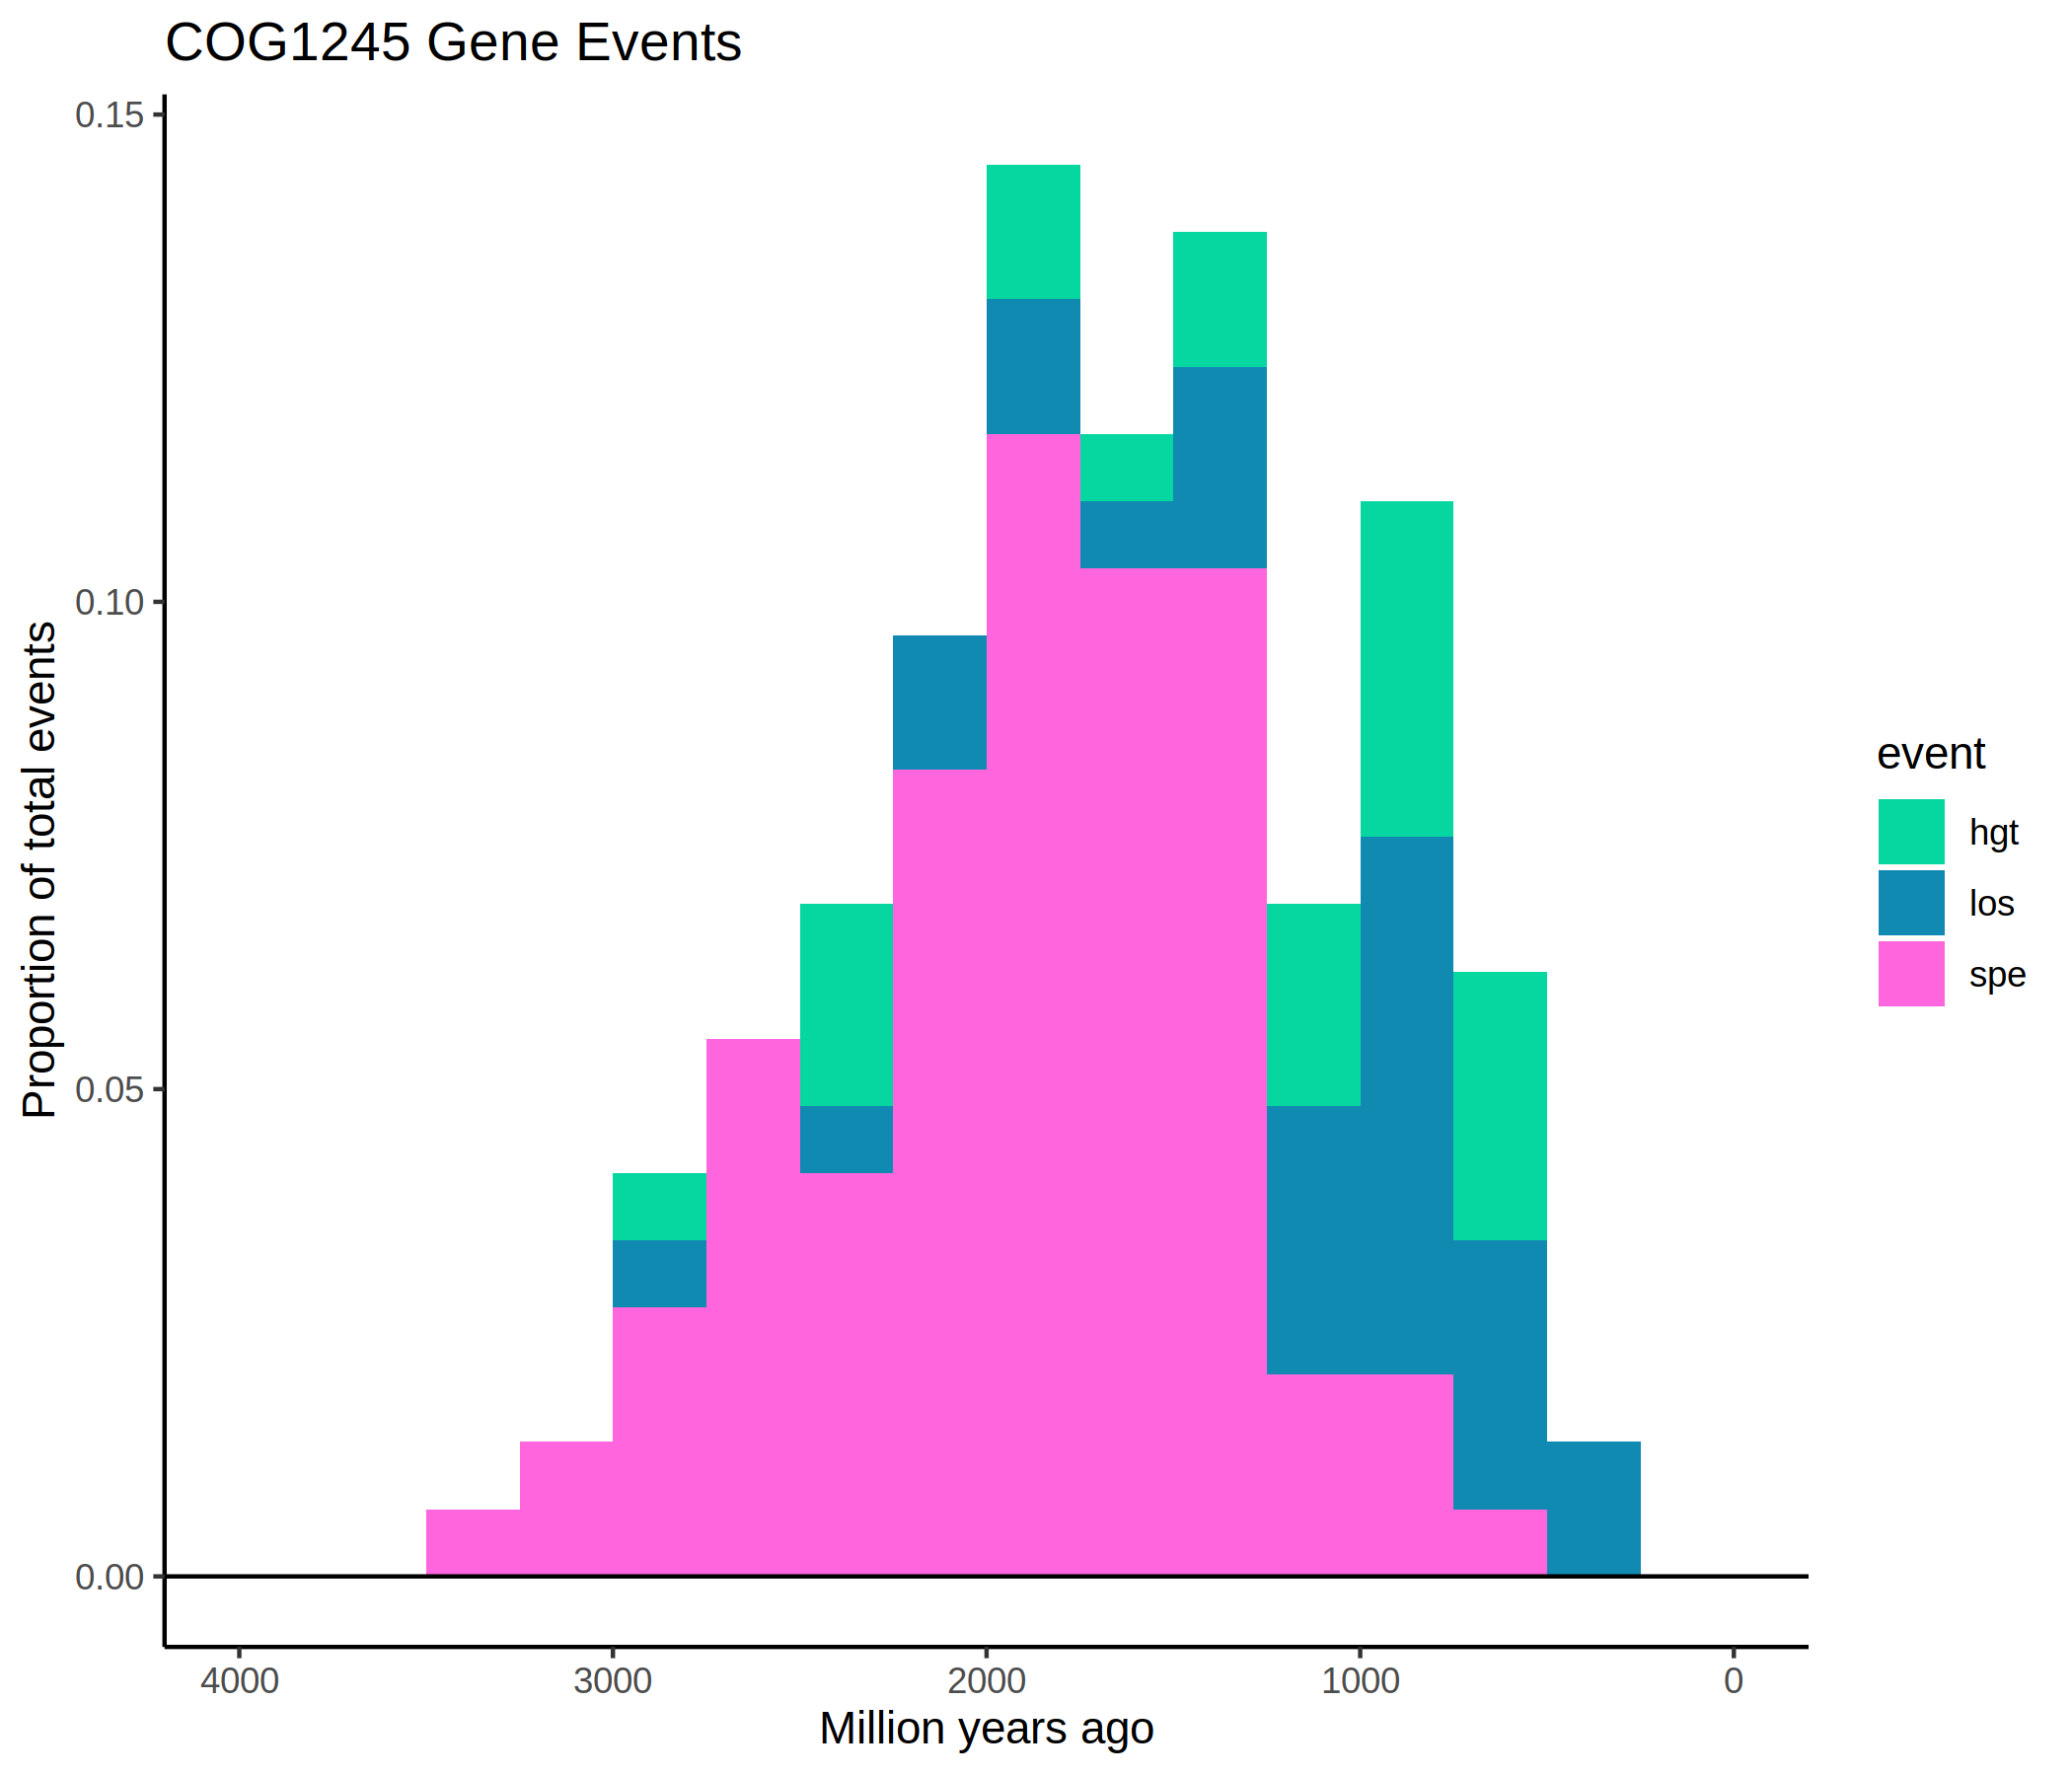 COG1245 Gene Events
Proportion of total events
0.15
0.10
0.05
0.00
4000 3000 2000 1000 0
Million years ago
event
hgt
los
spe